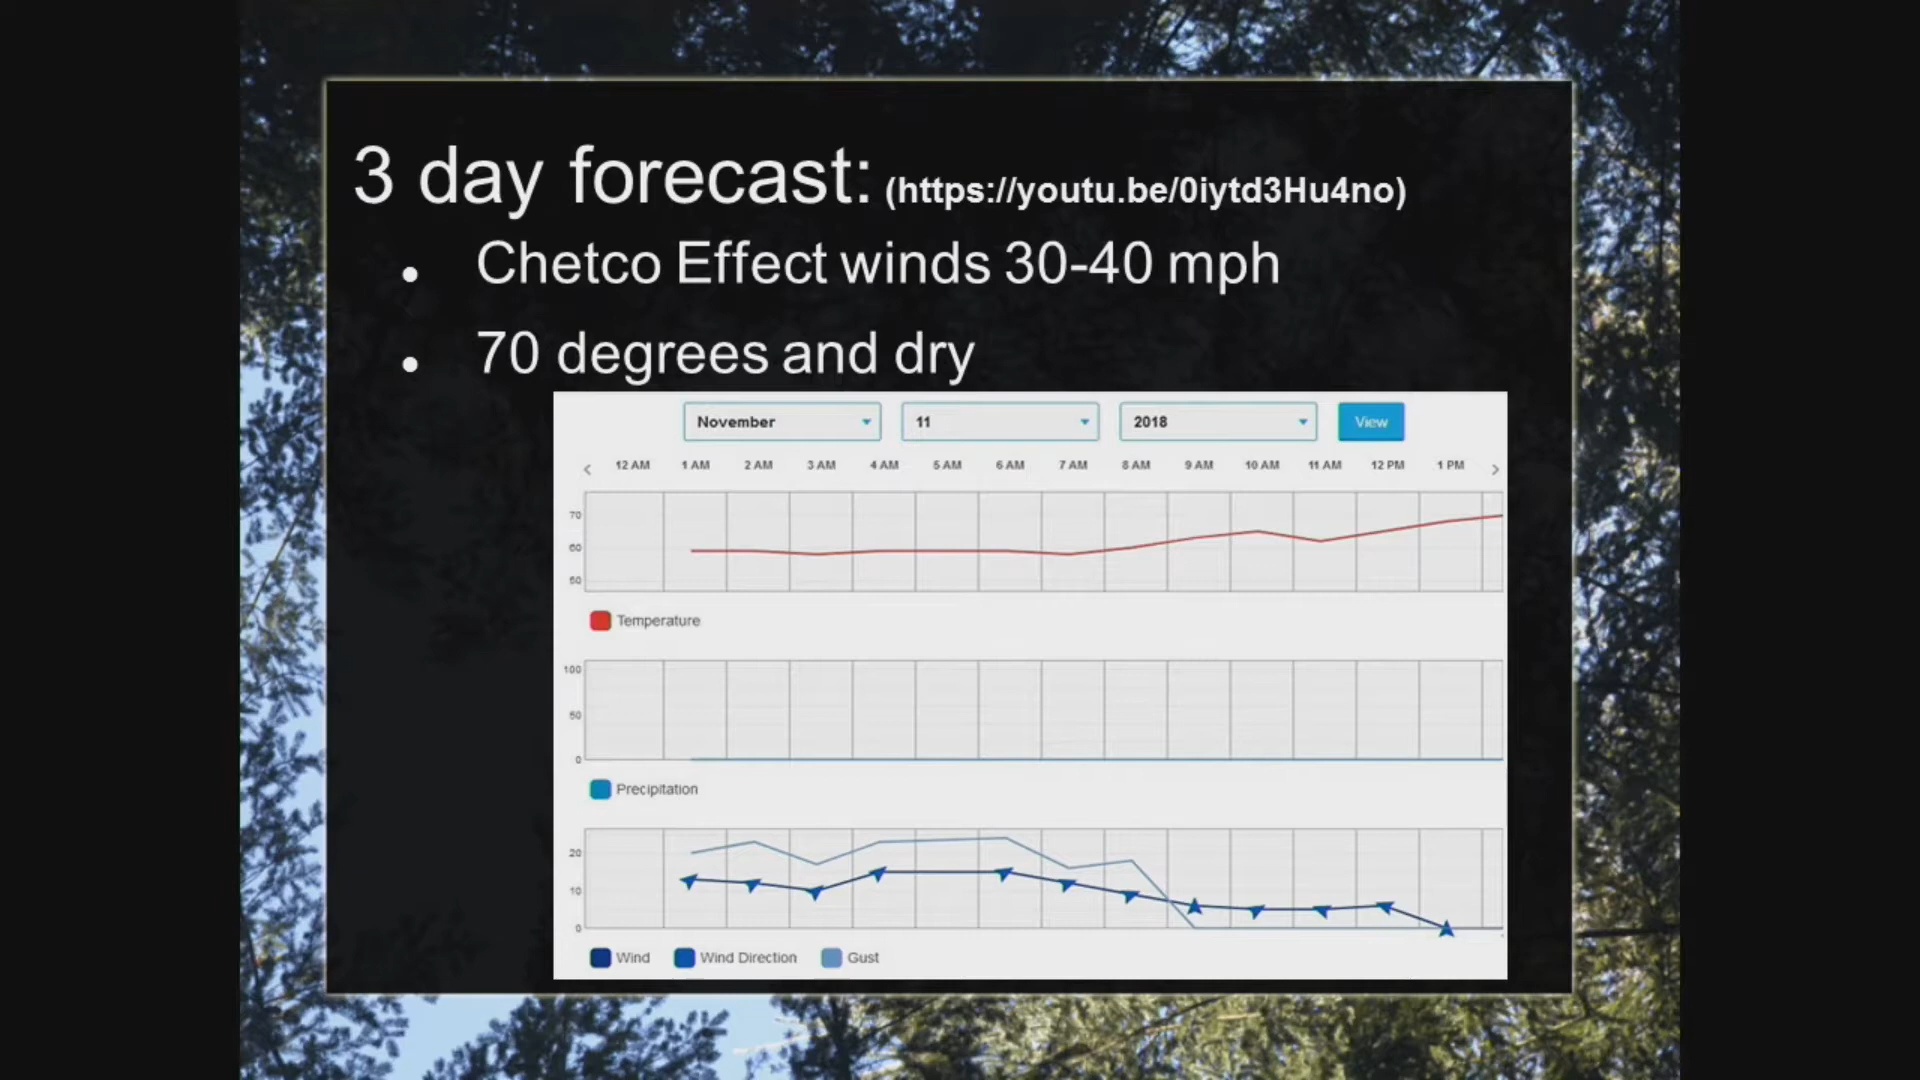 3 day forecast: (https://youtu.be/0iytd3Hu4no)
• Chetco Effect winds 30-40 mph
• 70 degrees and dry
November 11 2018 View
12 AM 1 AM 2 AM 3 AM 4 AM 5 AM 6 AM 7 AM 8 AM 9 AM 10 AM 11 AM 12 PM 1 PM
70
60
50
Temperature
100
50
0
Precipitation
20
10
0
Wind Wind Direction Gust